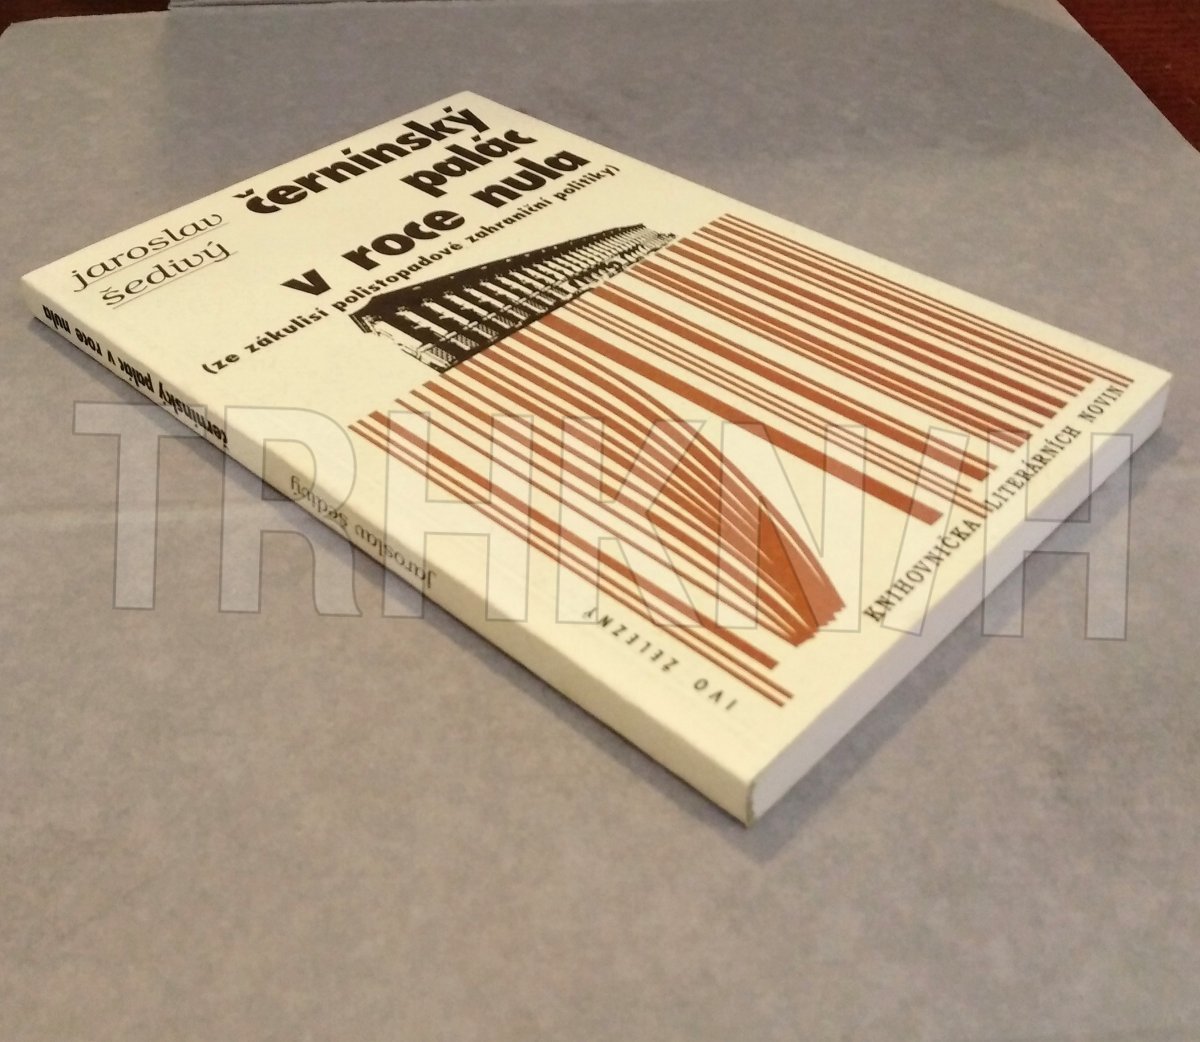 jaroslav
šedivý
černínský
palác
v roce nula
(ze zákulisí polistopadové zahraniční politiky)
KNIHOVNIČKA LITERÁRNÍCH NOVIN
IVO ŽELEZNÝ
jaroslav šedivý
černínský palác v roce nula
TRHKNIH